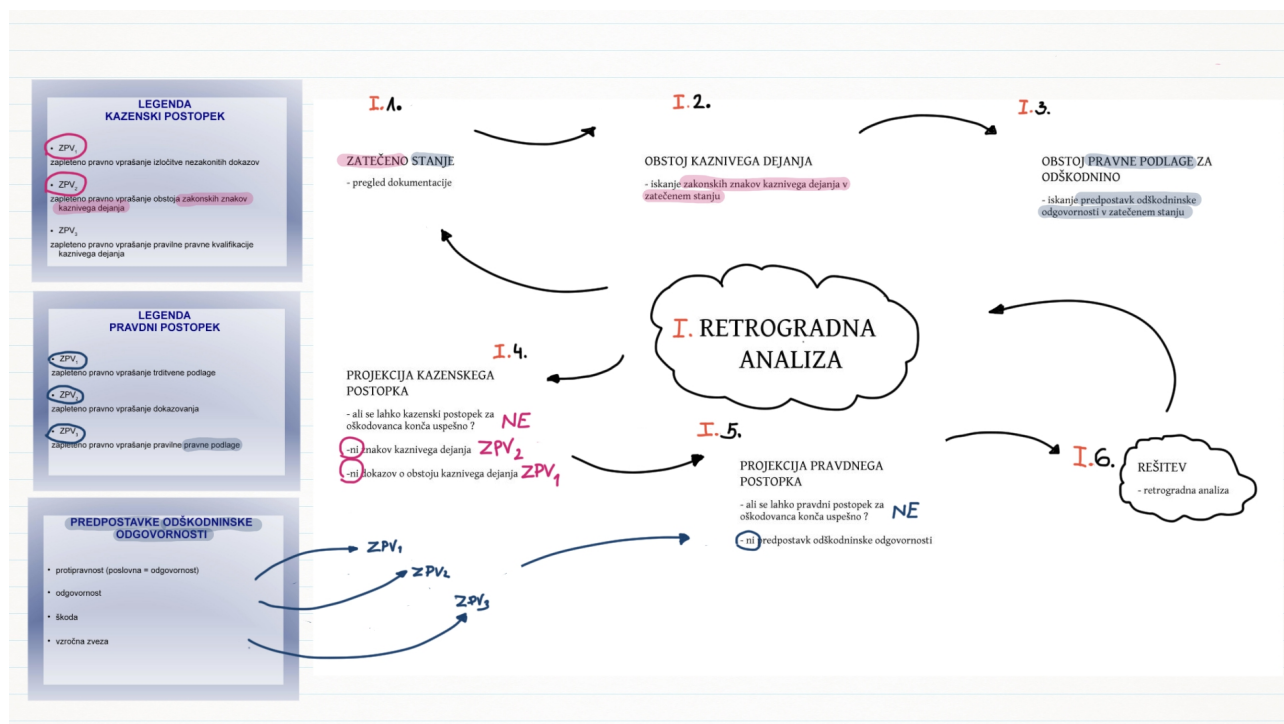 LEGENDA
KAZENSKI POSTOPEK
• ZPV₁
zapleteno pravno vprašanje izločitve nezakonitih dokazov
• ZPV₂
zapleteno pravno vprašanje obstoja zakonskih znakov
kaznivega dejanja
• ZPV₃
zapleteno pravno vprašanje pravilne pravne kvalifikacije
kaznivega dejanja
LEGENDA
PRAVDNI POSTOPEK
• ZPV₁
zapleteno pravno vprašanje trditvene podlage
• ZPV₂
zapleteno pravno vprašanje dokazovanja
• ZPV₃
zapleteno pravno vprašanje pravilne pravne podlage
PREDPOSTAVKE ODŠKODNINSKE
ODGOVORNOSTI
• protipravnost (poslovna = odgovornost)
• odgovornost
• škoda
• vzročna zveza
ZPV₁
ZPV₂
ZPV₃
I.1.
ZATEČENO STANJE
- pregled dokumentacije
I.2.
OBSTOJ KAZNIVEGA DEJANJA
- iskanje zakonskih znakov kaznivega dejanja v
zatečenem stanju
I.3.
OBSTOJ PRAVNE PODLAGE ZA
ODŠKODNINO
- iskanje predpostavk odškodninske
odgovornosti v zatečenem stanju
I. RETROGRADNA
ANALIZA
I.4.
PROJEKCIJA KAZENSKEGA
POSTOPKA
- ali se lahko kazenski postopek za
oškodovanca konča uspešno ? NE
-ni znakov kaznivega dejanja ZPV₂
-ni dokazov o obstoju kaznivega dejanja ZPV₁
I.5.
PROJEKCIJA PRAVDNEGA
POSTOPKA
- ali se lahko pravdni postopek za
oškodovanca konča uspešno ? NE
- ni predpostavk odškodninske odgovornosti
I.6.
REŠITEV
- retrogradna analiza